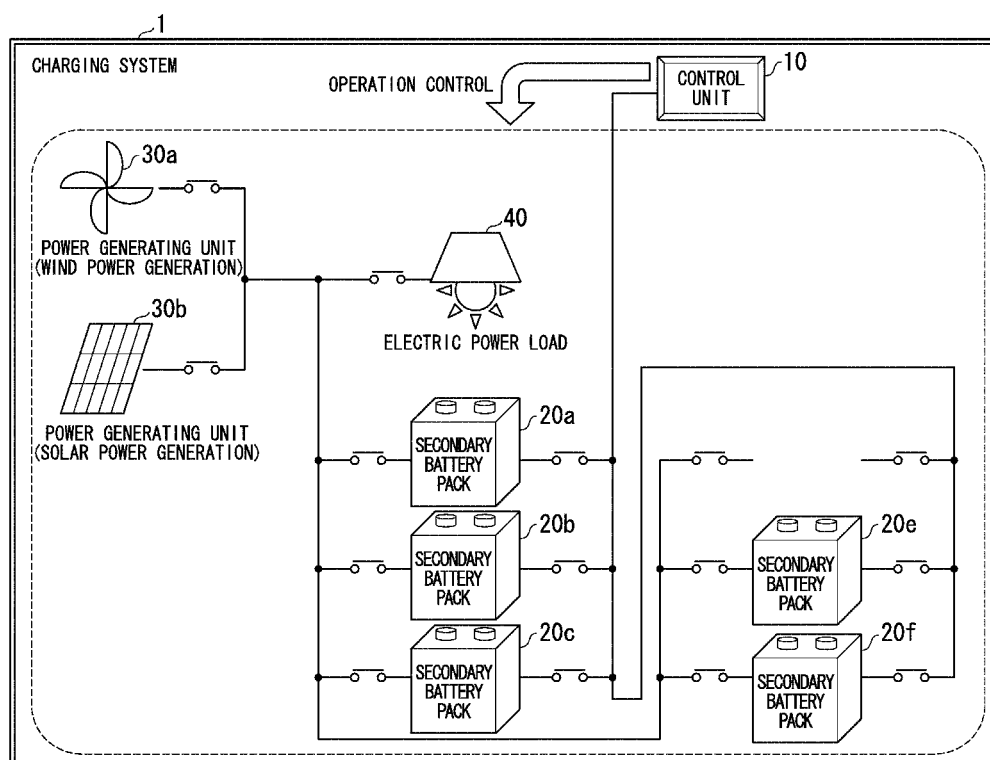 1
CHARGING SYSTEM
OPERATION CONTROL
CONTROL
UNIT
10
30a
POWER GENERATING UNIT
(WIND POWER GENERATION)
40
ELECTRIC POWER LOAD
30b
POWER GENERATING UNIT
(SOLAR POWER GENERATION)
20a
SECONDARY
BATTERY
PACK
20b
SECONDARY
BATTERY
PACK
20c
SECONDARY
BATTERY
PACK
20e
SECONDARY
BATTERY
PACK
20f
SECONDARY
BATTERY
PACK